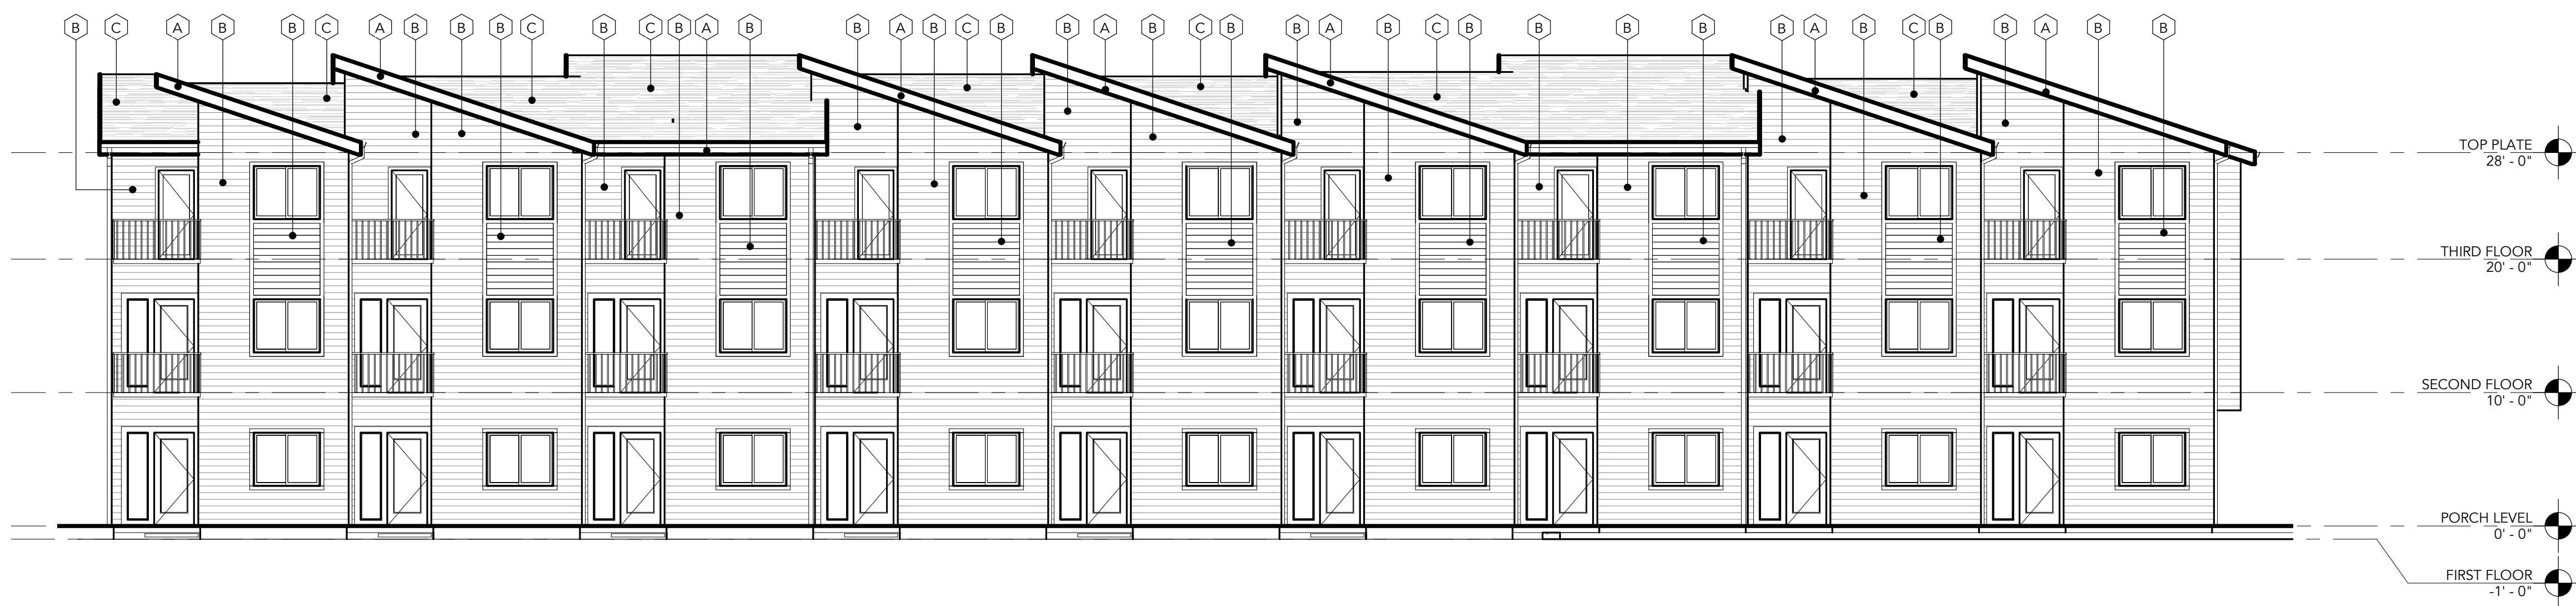 B C A B B C A B B B C B C B A B B A B C B B A B C B B A B C B B B B B A B C B B A B B
B
TOP PLATE
28' - 0"
THIRD FLOOR
20' - 0"
SECOND FLOOR
10' - 0"
PORCH LEVEL
0' - 0"
FIRST FLOOR
-1' - 0"